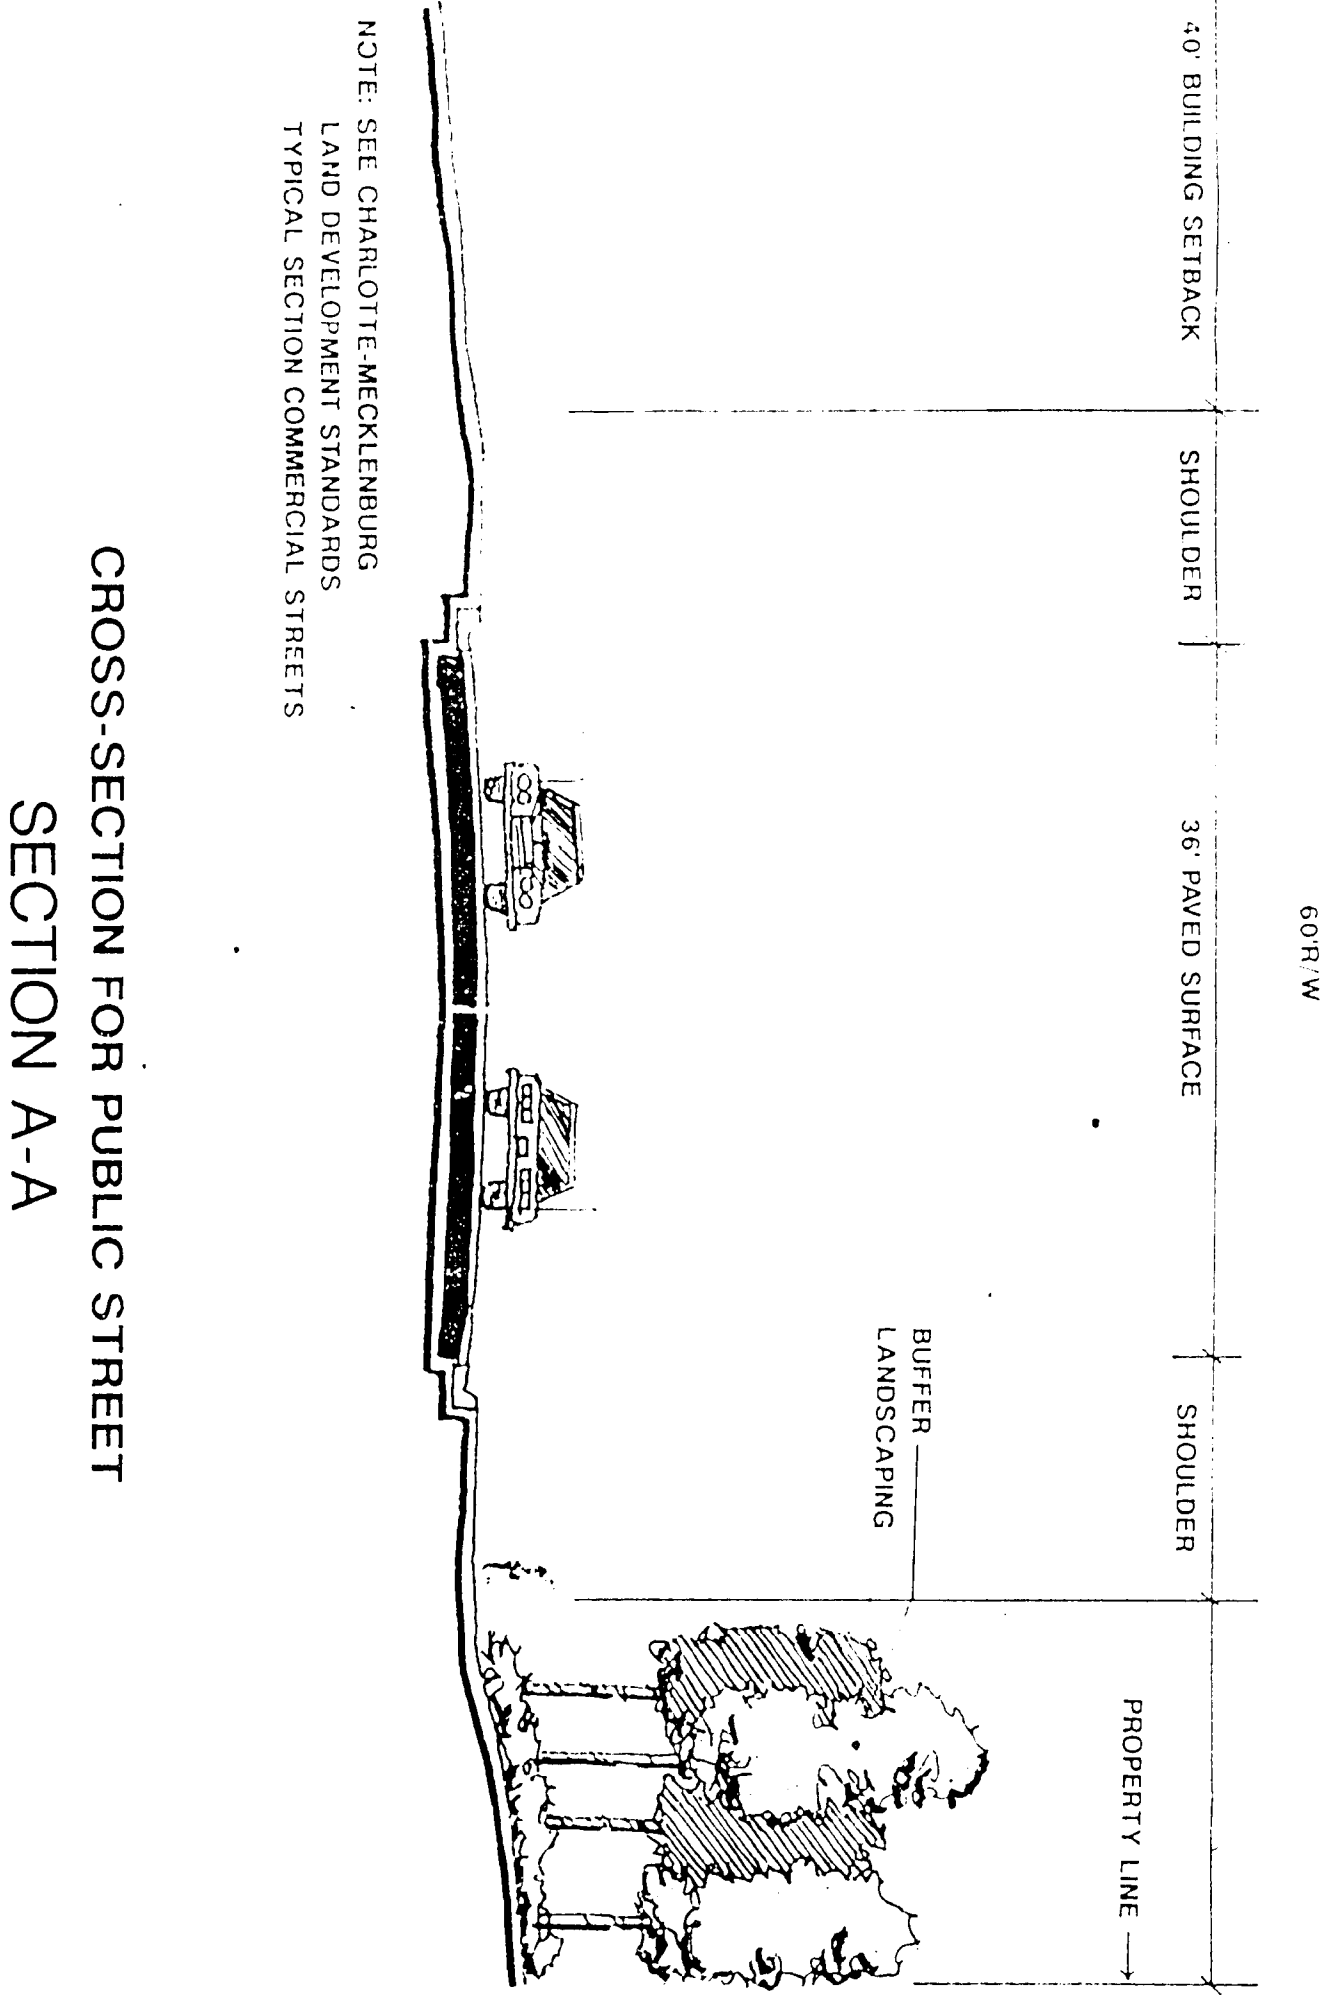 60'R/W
40' BUILDING SETBACK
SHOULDER
36' PAVED SURFACE
SHOULDER
PROPERTY LINE
BUFFER
LANDSCAPING
NOTE: SEE CHARLOTTE-MECKLENBURG
LAND DEVELOPMENT STANDARDS
TYPICAL SECTION COMMERCIAL STREETS
CROSS-SECTION FOR PUBLIC STREET
SECTION A-A